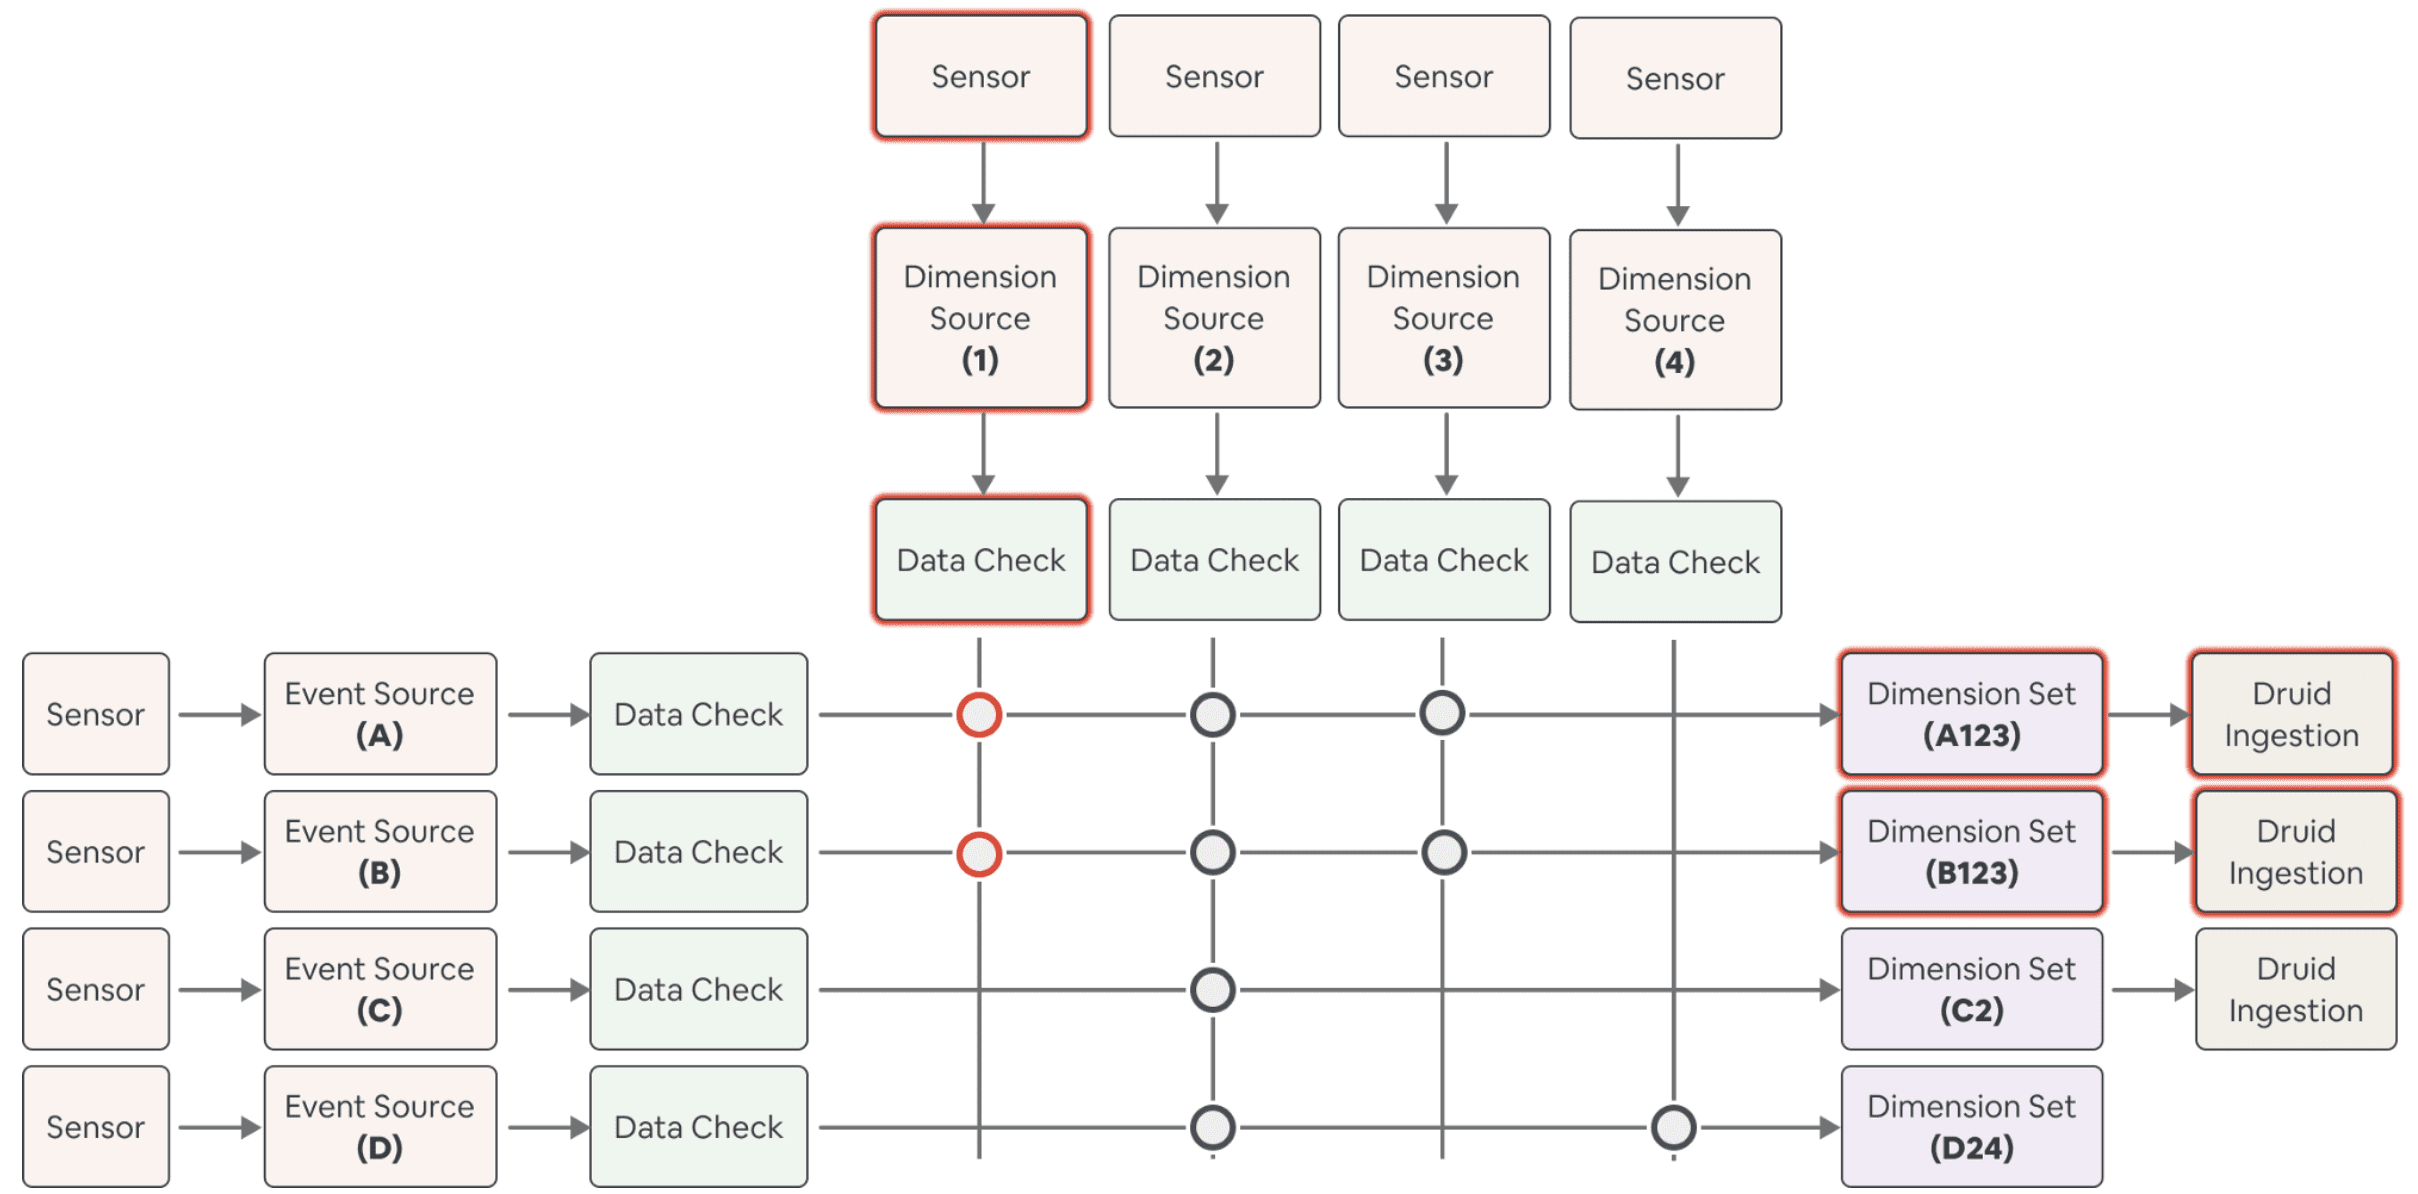 Sensor
Sensor
Sensor
Sensor
Dimension
Source
(1)
Dimension
Source
(2)
Dimension
Source
(3)
Dimension
Source
(4)
Data Check
Data Check
Data Check
Data Check
Sensor
Event Source
(A)
Data Check
Dimension Set
(A123)
Druid
Ingestion
Sensor
Event Source
(B)
Data Check
Dimension Set
(B123)
Druid
Ingestion
Sensor
Event Source
(C)
Data Check
Dimension Set
(C2)
Druid
Ingestion
Sensor
Event Source
(D)
Data Check
Dimension Set
(D24)